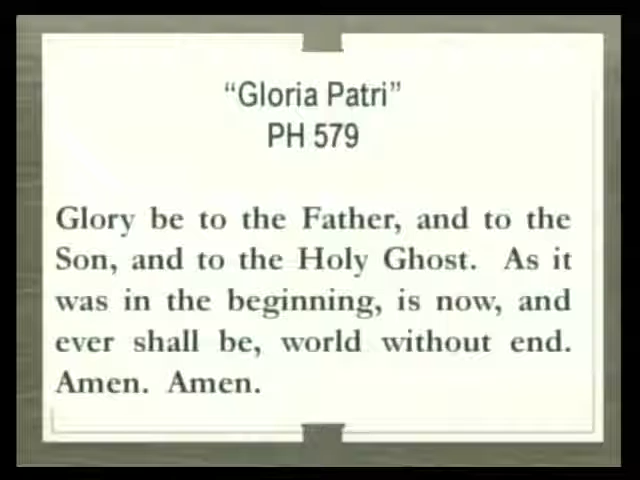 “Gloria Patri”
PH 579
Glory be to the Father, and to the
Son, and to the Holy Ghost. As it
was in the beginning, is now, and
ever shall be, world without end.
Amen. Amen.